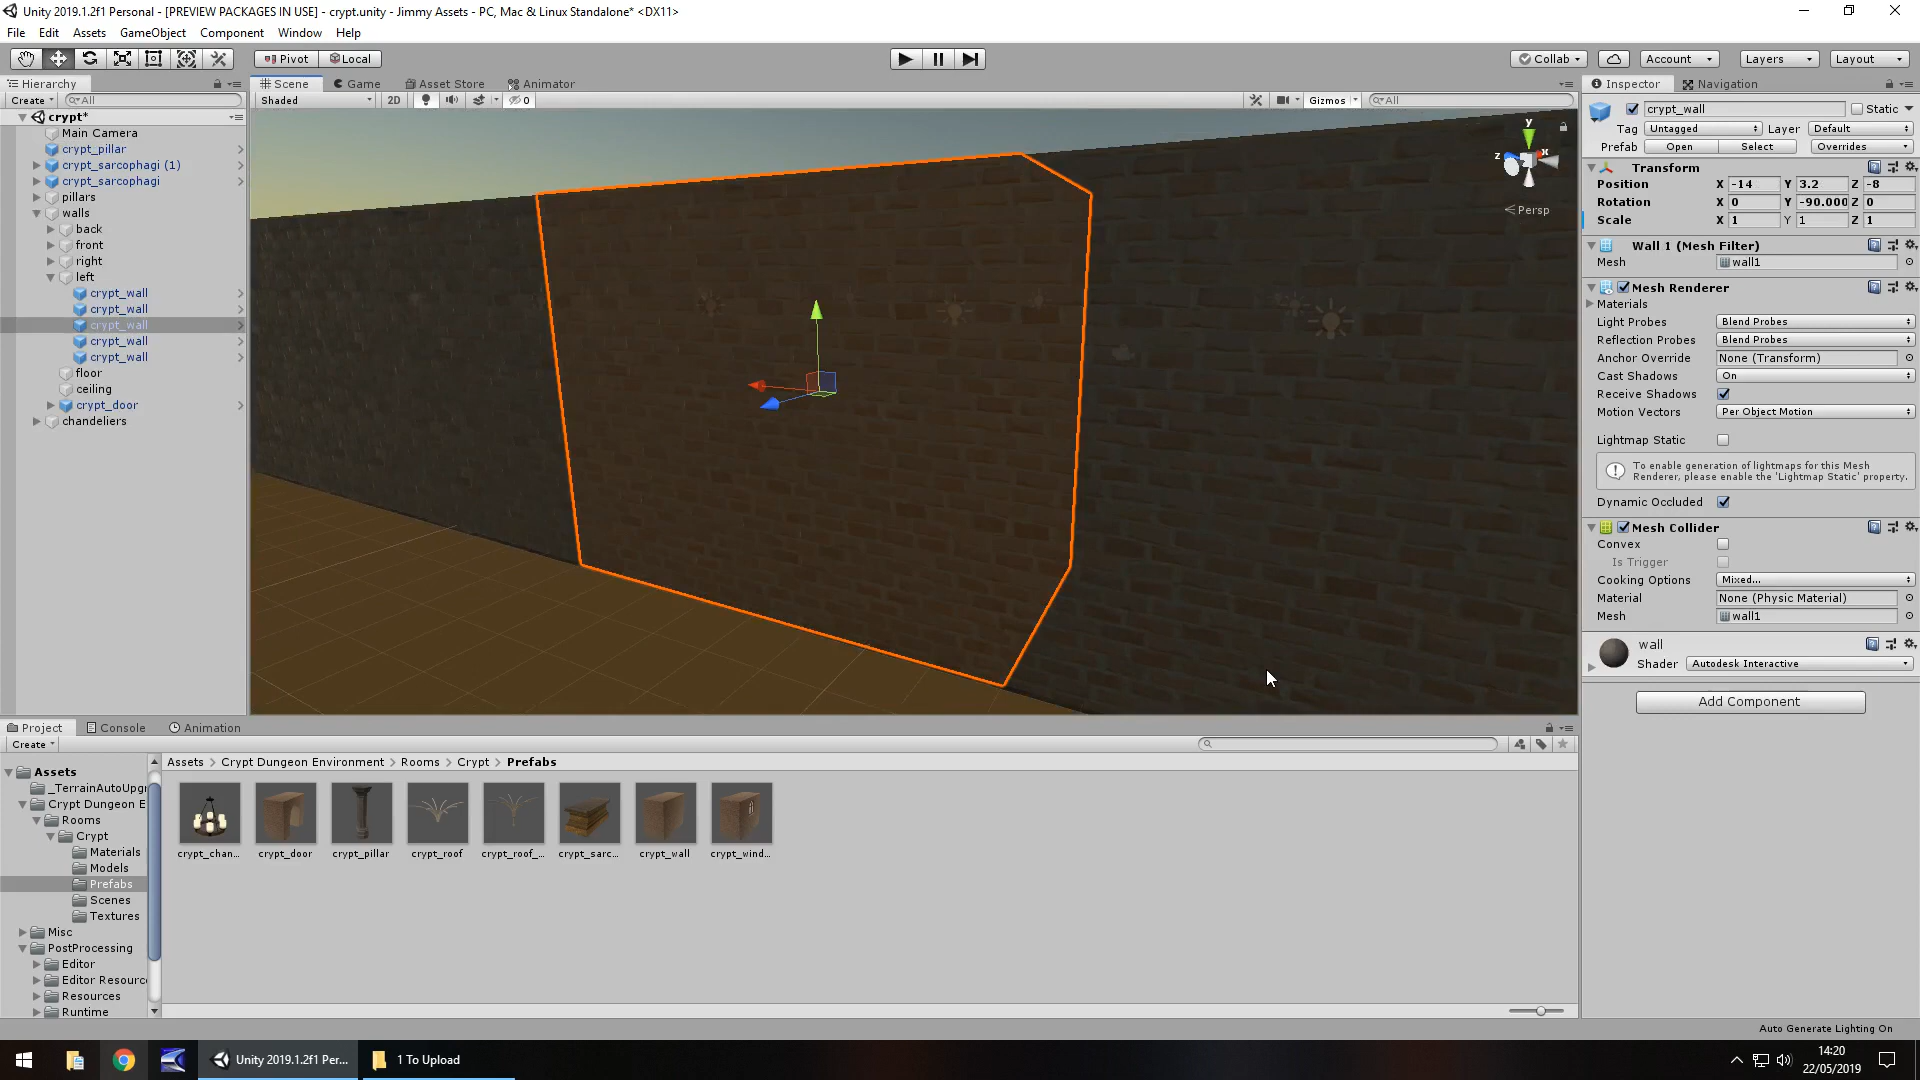 Unity 2019.1.2f1 Personal - [PREVIEW PACKAGES IN USE] - crypt.unity - Jimmy Assets - PC, Mac & Linux Standalone* <DX11>
File Edit Assets GameObject Component Window Help
Pivot Local Collab Account Layers Layout
Hierarchy
Create All
crypt*
Main Camera
crypt_pillar
crypt_sarcophagi (1)
crypt_sarcophagi
pillars
walls
back
front
right
left
crypt_wall
crypt_wall
crypt_wall
crypt_wall
crypt_wall
floor
ceiling
crypt_door
chandeliers
Scene Game Asset Store Animator
Shaded 2D 0 Gizmos All
y
z x
Persp
Inspector Navigation
crypt_wall Static
Tag Untagged Layer Default
Prefab Open Select Overrides
Transform
Position X -14 Y 3.2 Z -8
Rotation X 0 Y -90.000 Z 0
Scale X 1 Y 1 Z 1
Wall 1 (Mesh Filter)
Mesh wall1
Mesh Renderer
Materials
Light Probes Blend Probes
Reflection Probes Blend Probes
Anchor Override None (Transform)
Cast Shadows On
Receive Shadows
Motion Vectors Per Object Motion
Lightmap Static
To enable generation of lightmaps for this Mesh
Renderer, please enable the 'Lightmap Static' property.
Dynamic Occluded
Mesh Collider
Convex
Is Trigger
Cooking Options Mixed...
Material None (Physic Material)
Mesh wall1
wall
Shader Autodesk Interactive
Add Component
Project Console Animation
Create
Assets
_TerrainAutoUpgr
Crypt Dungeon E
Rooms
Crypt
Materials
Models
Prefabs
Scenes
Textures
Misc
PostProcessing
Editor
Editor Resourc
Resources
Runtime
Assets > Crypt Dungeon Environment > Rooms > Crypt > Prefabs
crypt_chan... crypt_door crypt_pillar crypt_roof crypt_roof_... crypt_sarc... crypt_wall crypt_wind...
Auto Generate Lighting On
Unity 2019.1.2f1 Per... 1 To Upload
14:20
22/05/2019